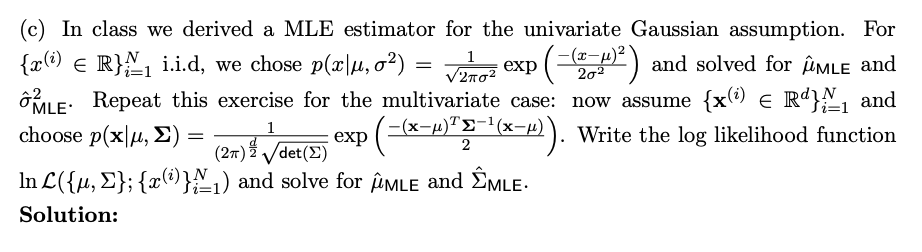 (c) In class we derived a MLE estimator for the univariate Gaussian assumption. For
$\{x^{(i)} \in \mathbb{R}\}_{i=1}^{N}$ i.i.d, we chose $p(x|\mu, \sigma^2) = \frac{1}{\sqrt{2\pi\sigma^2}} \exp\left(\frac{-(x-\mu)^2}{2\sigma^2}\right)$ and solved for $\hat{\mu}_{\mathsf{MLE}}$ and
$\hat{\sigma}^2_{\mathsf{MLE}}$. Repeat this exercise for the multivariate case: now assume $\{\mathbf{x}^{(i)} \in \mathbb{R}^d\}_{i=1}^{N}$ and
choose $p(\mathbf{x}|\mu, \mathbf{\Sigma}) = \frac{1}{(2\pi)^{\frac{d}{2}} \sqrt{\det(\Sigma)}} \exp\left(\frac{-(\mathbf{x}-\mu)^T \mathbf{\Sigma}^{-1} (\mathbf{x}-\mu)}{2}\right)$. Write the log likelihood function
$\ln \mathcal{L}(\{\mu, \Sigma\}; \{x^{(i)}\}_{i=1}^{N})$ and solve for $\hat{\mu}_{\mathsf{MLE}}$ and $\hat{\Sigma}_{\mathsf{MLE}}$.
Solution: